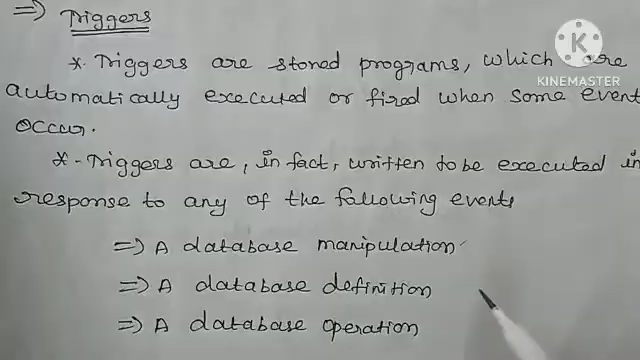 ⇒ Triggers
*. Triggers are stored programs, which are
automatically executed or fired when some event
occur.
*- Triggers are, in fact, written to be executed in
response to any of the following events
⇒ A database manipulation
⇒ A database definition
⇒ A database operation
K
KINEMASTER